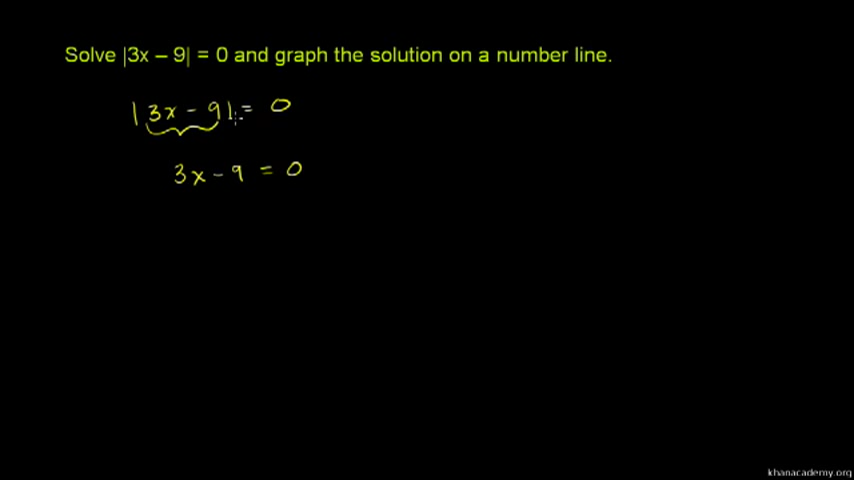 Solve |3x – 9| = 0 and graph the solution on a number line.
|3x - 9| = 0
3x - 9 = 0
khanacademy.org